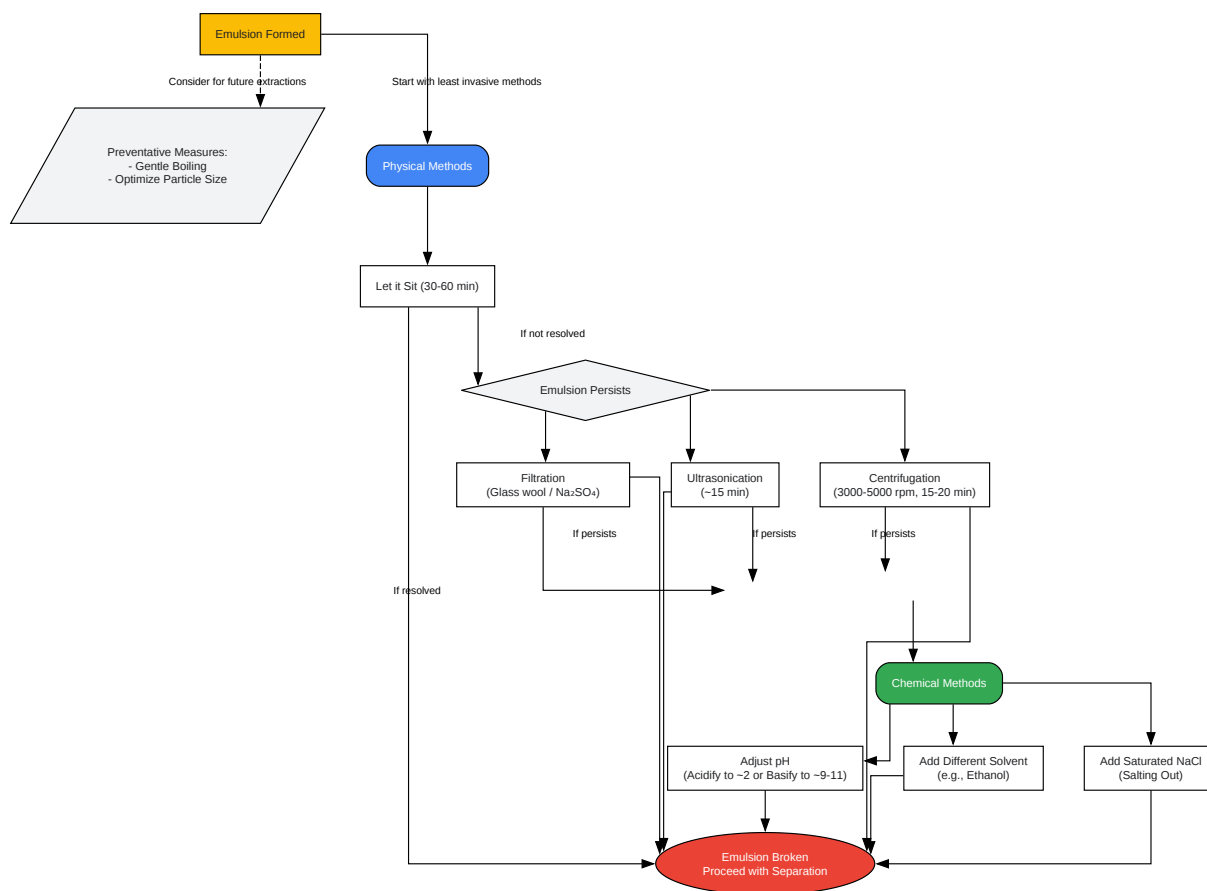 Emulsion Formed
Consider for future extractions
Start with least invasive methods
Preventative Measures:
- Gentle Boiling
- Optimize Particle Size
Physical Methods
Let it Sit (30-60 min)
If not resolved
Emulsion Persists
Filtration
(Glass wool / Na₂SO₄)
Ultrasonication
(~15 min)
Centrifugation
(3000-5000 rpm, 15-20 min)
If persists
If persists
If persists
If resolved
Chemical Methods
Adjust pH
(Acidify to ~2 or Basify to ~9-11)
Add Different Solvent
(e.g., Ethanol)
Add Saturated NaCl
(Salting Out)
Emulsion Broken
Proceed with Separation